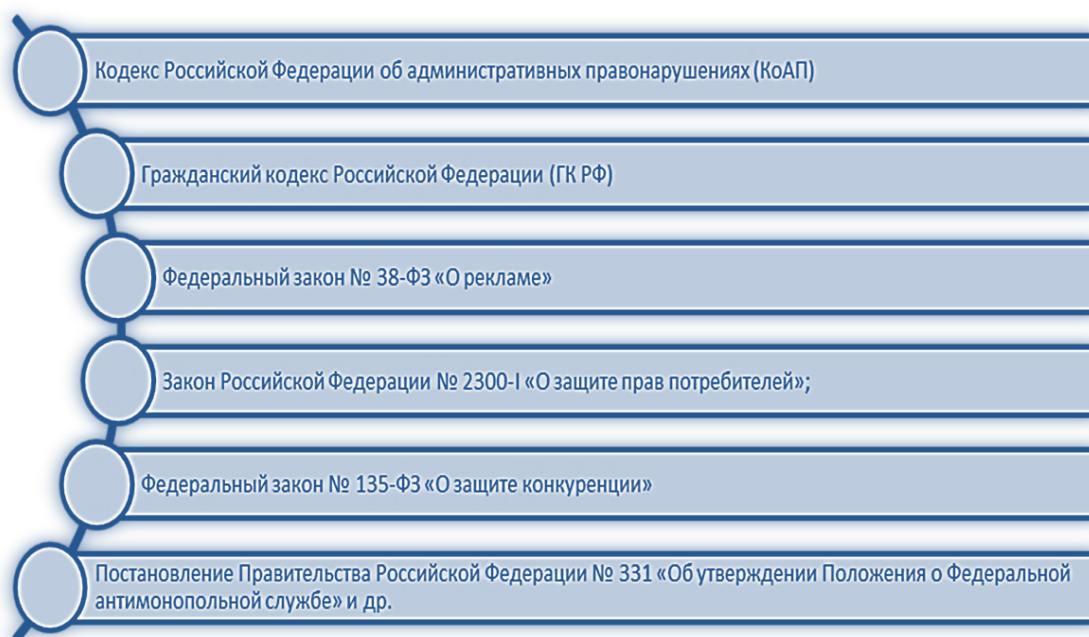 Кодекс Российской Федерации об административных правонарушениях (КоАП)
Гражданский кодекс Российской Федерации (ГК РФ)
Федеральный закон № 38-ФЗ «О рекламе»
Закон Российской Федерации № 2300-I «О защите прав потребителей»;
Федеральный закон № 135-ФЗ «О защите конкуренции»
Постановление Правительства Российской Федерации № 331 «Об утверждении Положения о Федеральной
антимонопольной службе» и др.